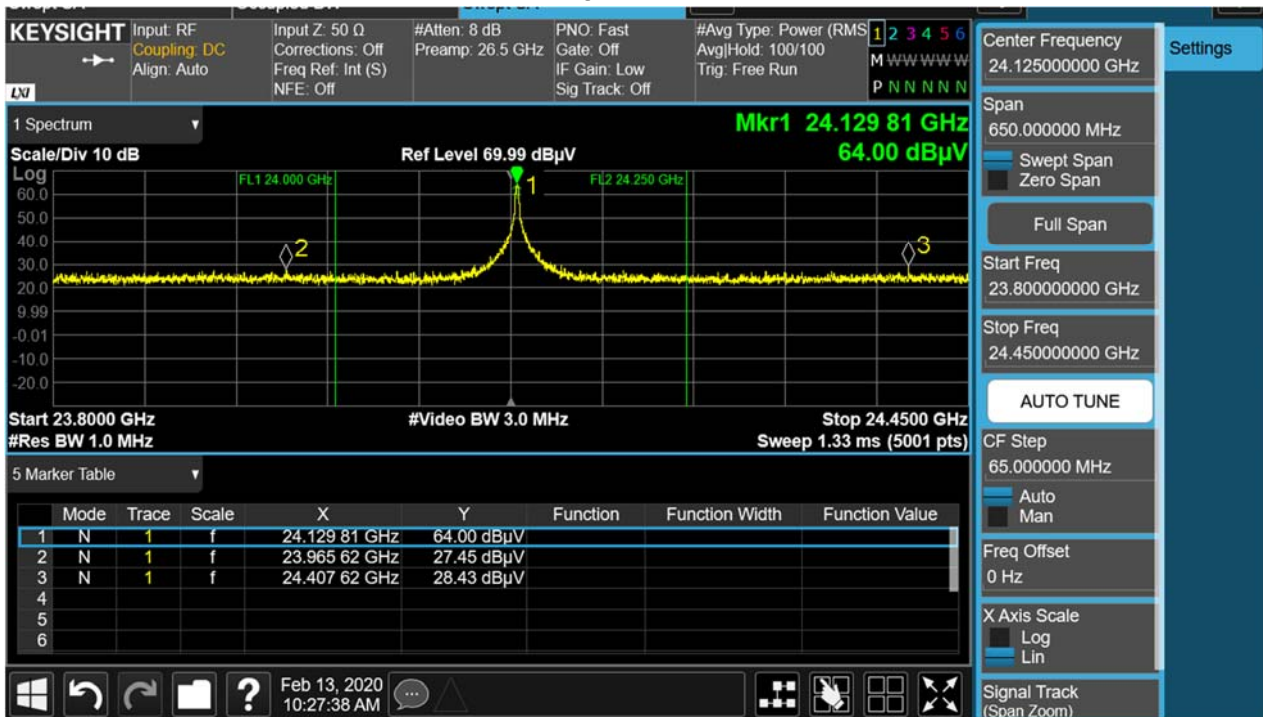 KEYSIGHT
LXI
Input: RF
Coupling: DC
Align: Auto
Input Z: 50 Ω
Corrections: Off
Freq Ref: Int (S)
NFE: Off
#Atten: 8 dB
Preamp: 26.5 GHz
PNO: Fast
Gate: Off
IF Gain: Low
Sig Track: Off
#Avg Type: Power (RMS
Avg|Hold: 100/100
Trig: Free Run
1 2 3 4 5 6
M W W W W W W
P N N N N N N
1 Spectrum
Scale/Div 10 dB
Ref Level 69.99 dBµV
Mkr1 24.129 81 GHz
64.00 dBµV
Log
FL1 24.000 GHz
FL2 24.250 GHz
1
2
3
60.0
50.0
40.0
30.0
20.0
9.99
-0.01
-10.0
-20.0
Start 23.8000 GHz
#Video BW 3.0 MHz
Stop 24.4500 GHz
#Res BW 1.0 MHz
Sweep 1.33 ms (5001 pts)
5 Marker Table
Mode Trace Scale X Y Function Function Width Function Value
1 N 1 f 24.129 81 GHz 64.00 dBµV
2 N 1 f 23.965 62 GHz 27.45 dBµV
3 N 1 f 24.407 62 GHz 28.43 dBµV
4
5
6
?
Feb 13, 2020
10:27:38 AM
Center Frequency
24.125000000 GHz
Settings
Span
650.000000 MHz
Swept Span
Zero Span
Full Span
Start Freq
23.800000000 GHz
Stop Freq
24.450000000 GHz
AUTO TUNE
CF Step
65.000000 MHz
Auto
Man
Freq Offset
0 Hz
X Axis Scale
Log
Lin
Signal Track
(Span Zoom)